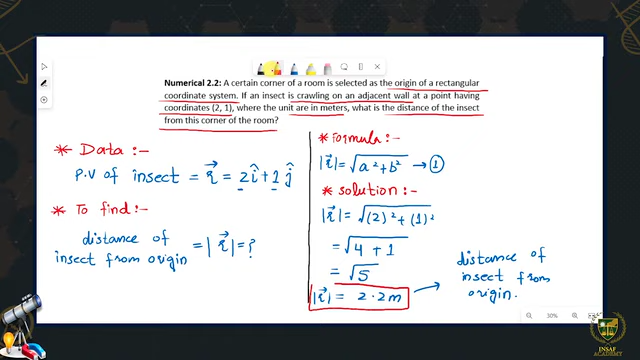 Numerical 2.2: A certain corner of a room is selected as the origin of a rectangular
coordinate system. If an insect is crawling on an adjacent wall at a point having
coordinates (2, 1), where the unit are in meters, what is the distance of the insect
from this corner of the room?
* Data :-
P.V of insect = r⃗ = 2î + 1ĵ
* To find :-
distance of
insect from origin = |r⃗| = ?
* Formula :-
|r⃗| = √a² + b² → ①
* Solution :-
|r⃗| = √(2)² + (1)²
= √4 + 1
= √5
|r⃗| = 2.2m → distance of
insect from
origin.
30%
INSAF
ACADEMY